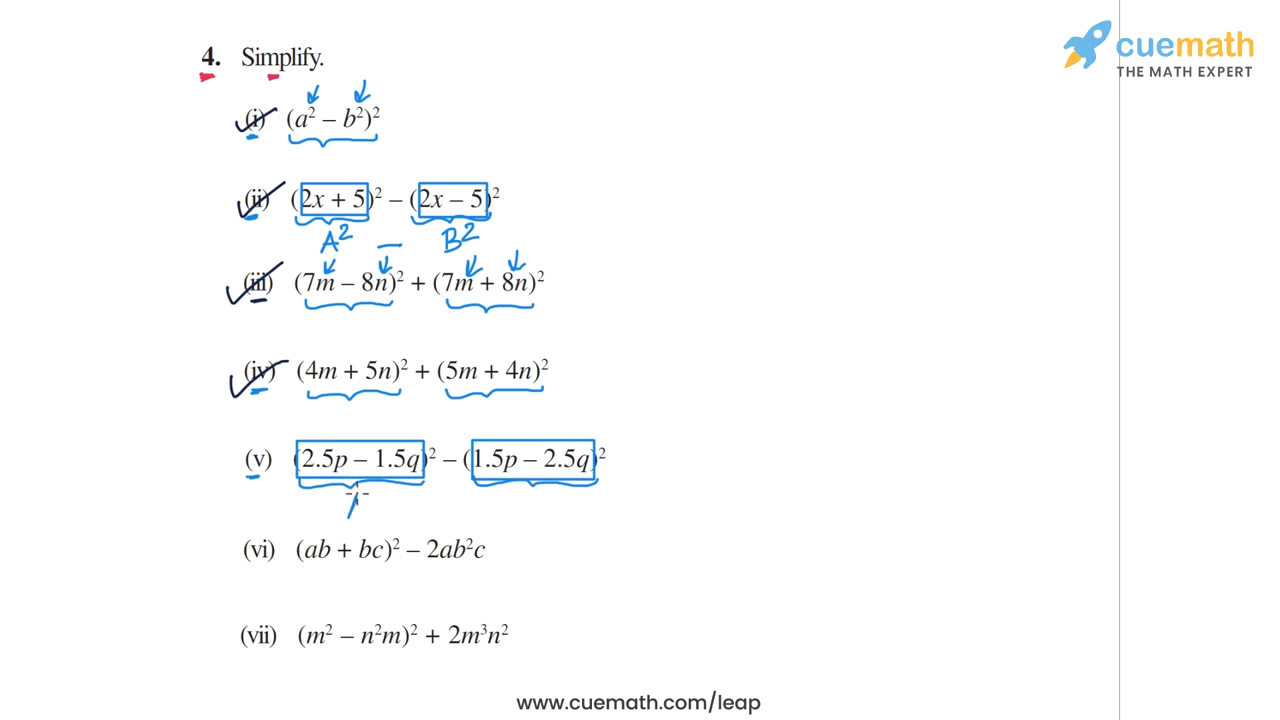 cuemath
THE MATH EXPERT
4. Simplify.
(i) (a² – b²)²
(ii) (2x + 5)² – (2x – 5)²
A² – B²
(iii) (7m – 8n)² + (7m + 8n)²
(iv) (4m + 5n)² + (5m + 4n)²
(v) (2.5p – 1.5q)² – (1.5p – 2.5q)²
(vi) (ab + bc)² – 2ab²c
(vii) (m² – n²m)² + 2m³n²
www.cuemath.com/leap